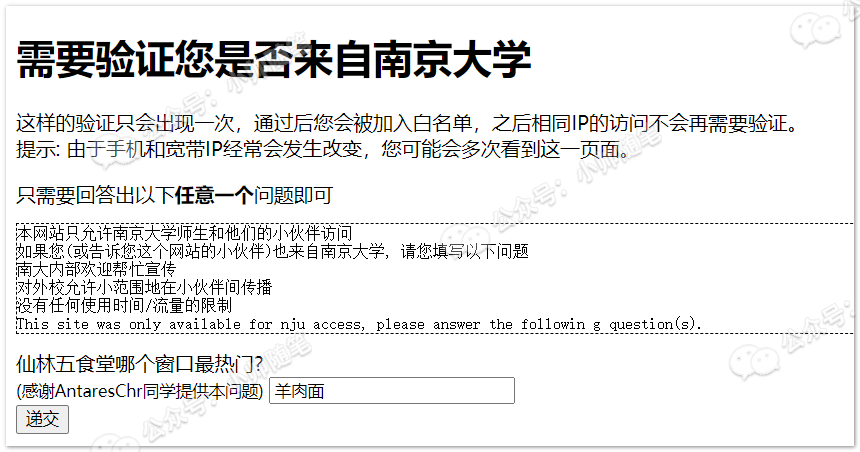 需要验证您是否来自南京大学
这样的验证只会出现一次，通过后您会被加入白名单，之后相同IP的访问不会再需要验证。
提示: 由于手机和宽带IP经常会发生改变，您可能会多次看到这一页面。
只需要回答出以下任意一个问题即可
本网站只允许南京大学师生和他们的小伙伴访问
如果您(或告诉您这个网站的小伙伴)也来自南京大学，请您填写以下问题
南大内部欢迎帮忙宣传
对外校允许小范围地在小伙伴间传播
没有任何使用时间/流量的限制
This site was only available for nju access, please answer the followin g question(s).
仙林五食堂哪个窗口最热门?
(感谢AntaresChr同学提供本问题) 羊肉面
递交